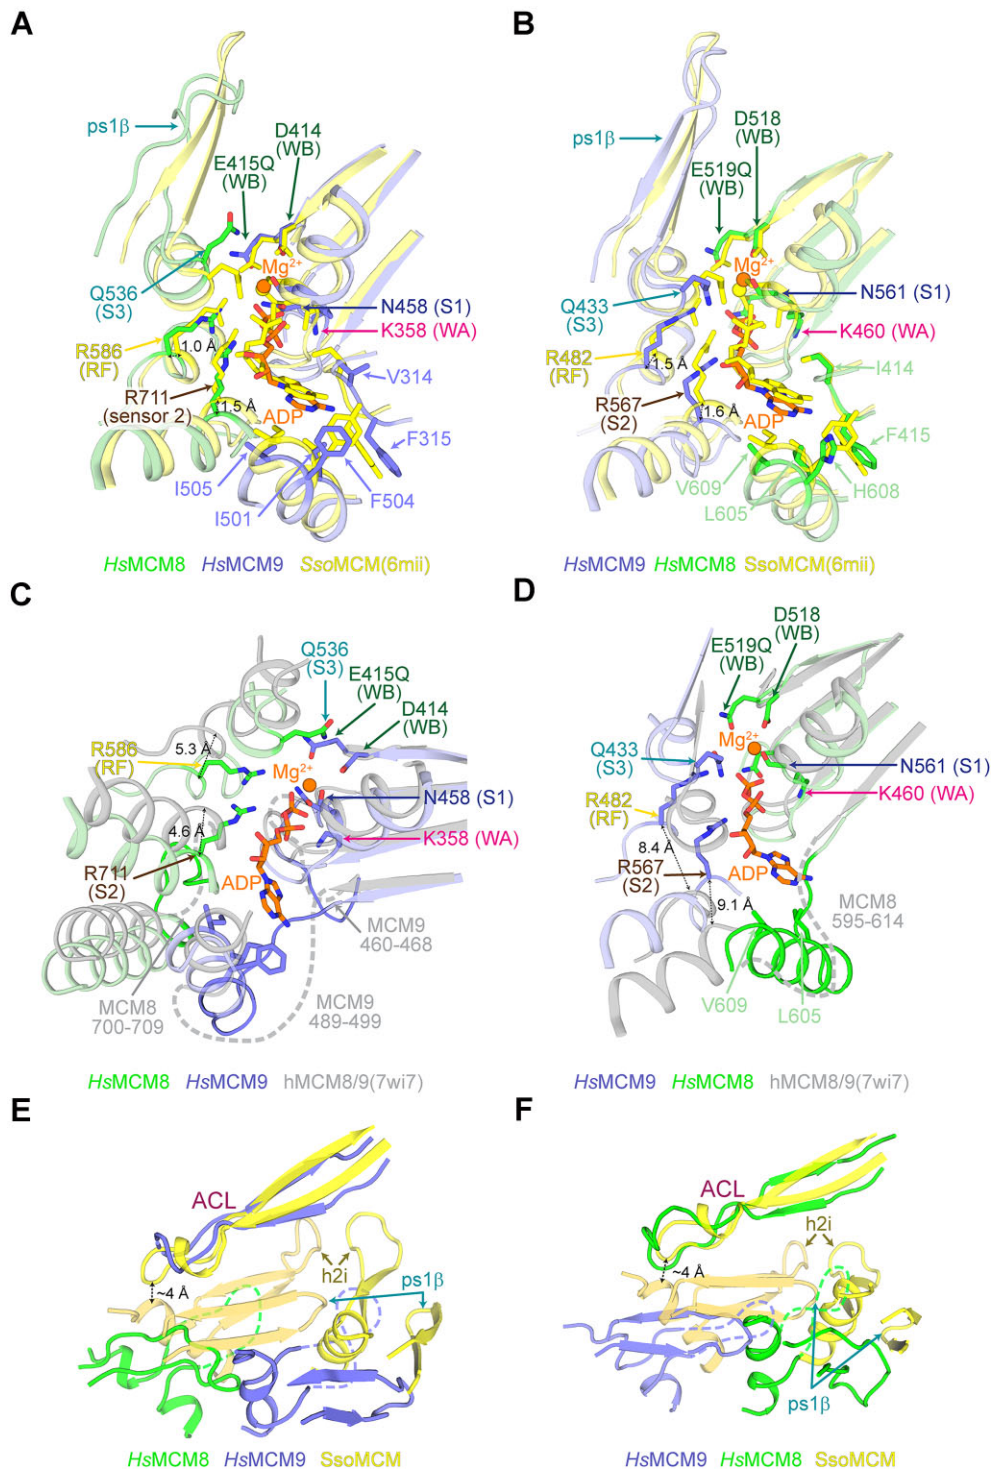 A
ps1β
D414
(WB)
E415Q
(WB)
Mg2+
Q536
(S3)
N458 (S1)
K358 (WA)
R586
(RF)
1.0 Å
V314
R711
(sensor 2)
1.5 Å
ADP
F315
I505
I501
F504
HsMCM8 HsMCM9 SsoMCM(6mii)
B
ps1β
D518
(WB)
E519Q
(WB)
Mg2+
Q433
(S3)
N561 (S1)
K460 (WA)
R482
(RF)
1.5 Å
I414
R567
(S2)
1.6 Å
ADP
F415
V609
H608
L605
HsMCM9 HsMCM8 SsoMCM(6mii)
C
Q536
(S3)
E415Q
(WB)
D414
(WB)
R586
(RF)
5.3 Å
Mg2+
N458 (S1)
4.6 Å
K358 (WA)
R711
(S2)
ADP
MCM9
460-468
MCM8
700-709
MCM9
489-499
HsMCM8 HsMCM9 hMCM8/9(7wi7)
D
D518
(WB)
E519Q
(WB)
Mg2+
Q433
(S3)
N561 (S1)
K460 (WA)
R482
(RF)
8.4 Å
R567
(S2)
ADP
9.1 Å
MCM8
595-614
V609
L605
HsMCM9 HsMCM8 hMCM8/9(7wi7)
E
ACL
h2i
~4 Å
ps1β
HsMCM8 HsMCM9 SsoMCM
F
ACL
h2i
~4 Å
ps1β
HsMCM9 HsMCM8 SsoMCM